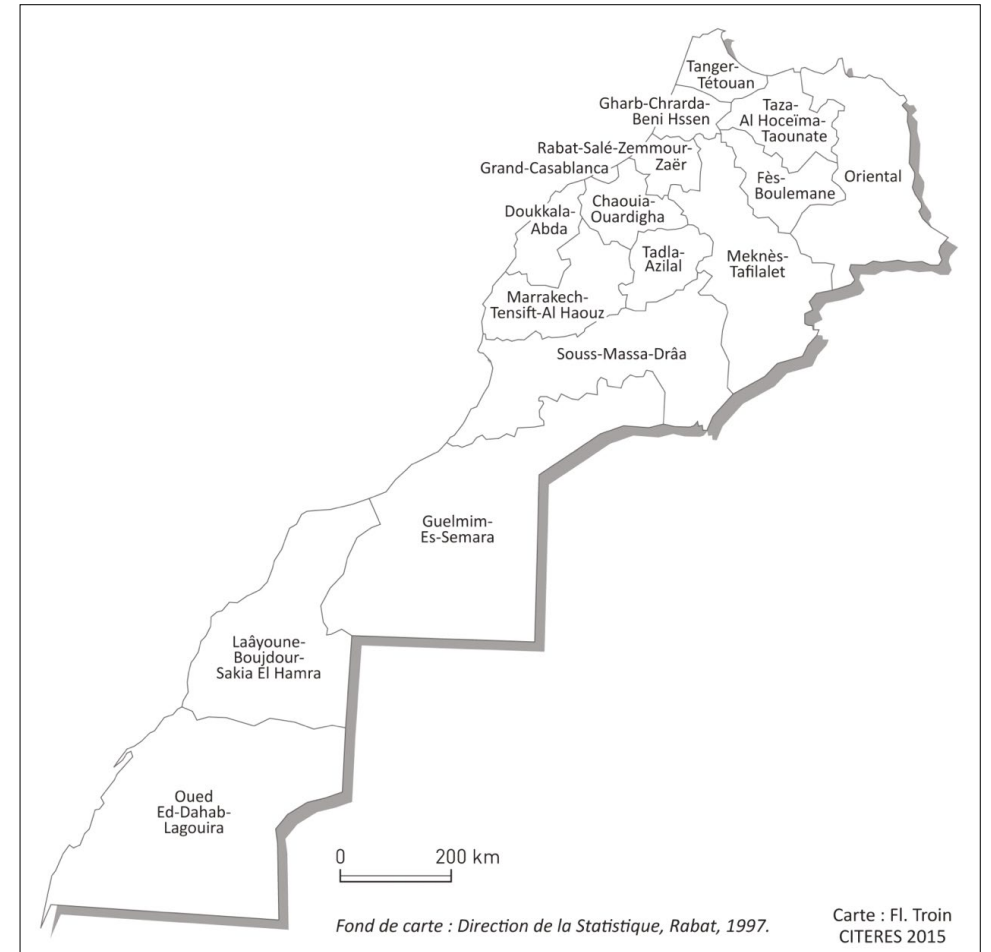 Tanger-
Tétouan
Gharb-Chrarda-
Beni Hssen
Taza-
Al Hoceïma-
Taounate
Rabat-Salé-Zemmour-
Zaër
Grand-Casablanca
Fès-
Boulemane
Oriental
Doukkala-
Abda
Chaouia-
Ouardigha
Tadla-
Azilal
Meknès-
Tafilalet
Marrakech-
Tensift-Al Haouz
Souss-Massa-Drâa
Guelmim-
Es-Semara
Laâyoune-
Boujdour-
Sakia El Hamra
Oued
Ed-Dahab-
Lagouira
0 200 km
Fond de carte : Direction de la Statistique, Rabat, 1997.
Carte : Fl. Troin
CITERES 2015